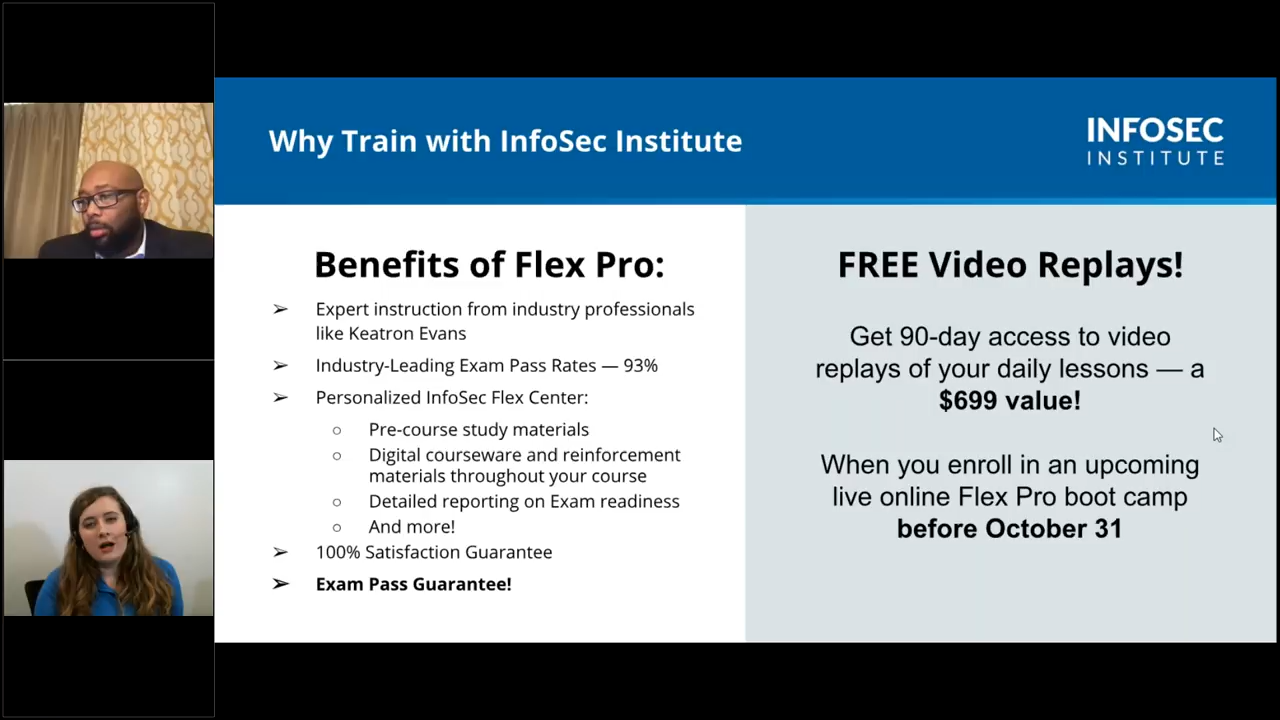 Why Train with InfoSec Institute
INFOSEC
INSTITUTE
Benefits of Flex Pro:
➢ Expert instruction from industry professionals
like Keatron Evans
➢ Industry-Leading Exam Pass Rates — 93%
➢ Personalized InfoSec Flex Center:
○ Pre-course study materials
○ Digital courseware and reinforcement
materials throughout your course
○ Detailed reporting on Exam readiness
○ And more!
➢ 100% Satisfaction Guarantee
➢ Exam Pass Guarantee!
FREE Video Replays!
Get 90-day access to video
replays of your daily lessons — a
$699 value!
When you enroll in an upcoming
live online Flex Pro boot camp
before October 31